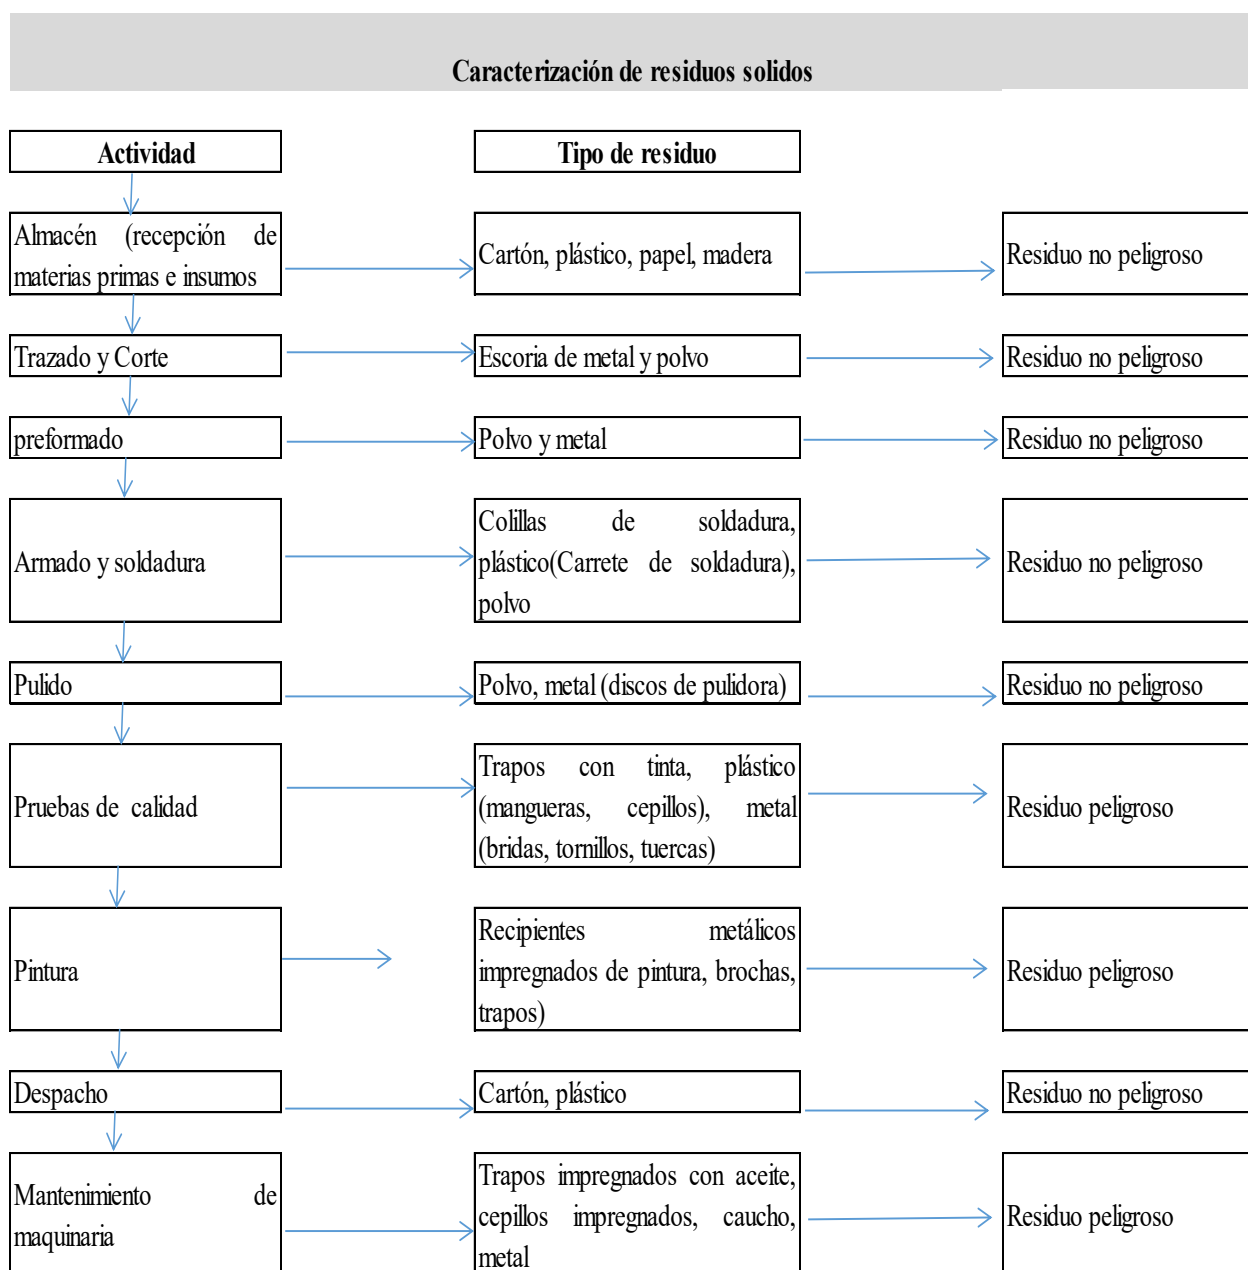 Caracterización de residuos solidos
Actividad
Tipo de residuo
Almacén (recepción de
materias primas e insumos
Cartón, plástico, papel, madera
Residuo no peligroso
Trazado y Corte
Escoria de metal y polvo
Residuo no peligroso
preformado
Polvo y metal
Residuo no peligroso
Armado y soldadura
Colillas de soldadura,
plástico(Carrete de soldadura),
polvo
Residuo no peligroso
Pulido
Polvo, metal (discos de pulidora)
Residuo no peligroso
Pruebas de calidad
Trapos con tinta, plástico
(mangueras, cepillos), metal
(bridas, tornillos, tuercas)
Residuo peligroso
Pintura
Recipientes metálicos
impregnados de pintura, brochas,
trapos)
Residuo peligroso
Despacho
Cartón, plástico
Residuo no peligroso
Mantenimiento de
maquinaria
Trapos impregnados con aceite,
cepillos impregnados, caucho,
metal
Residuo peligroso